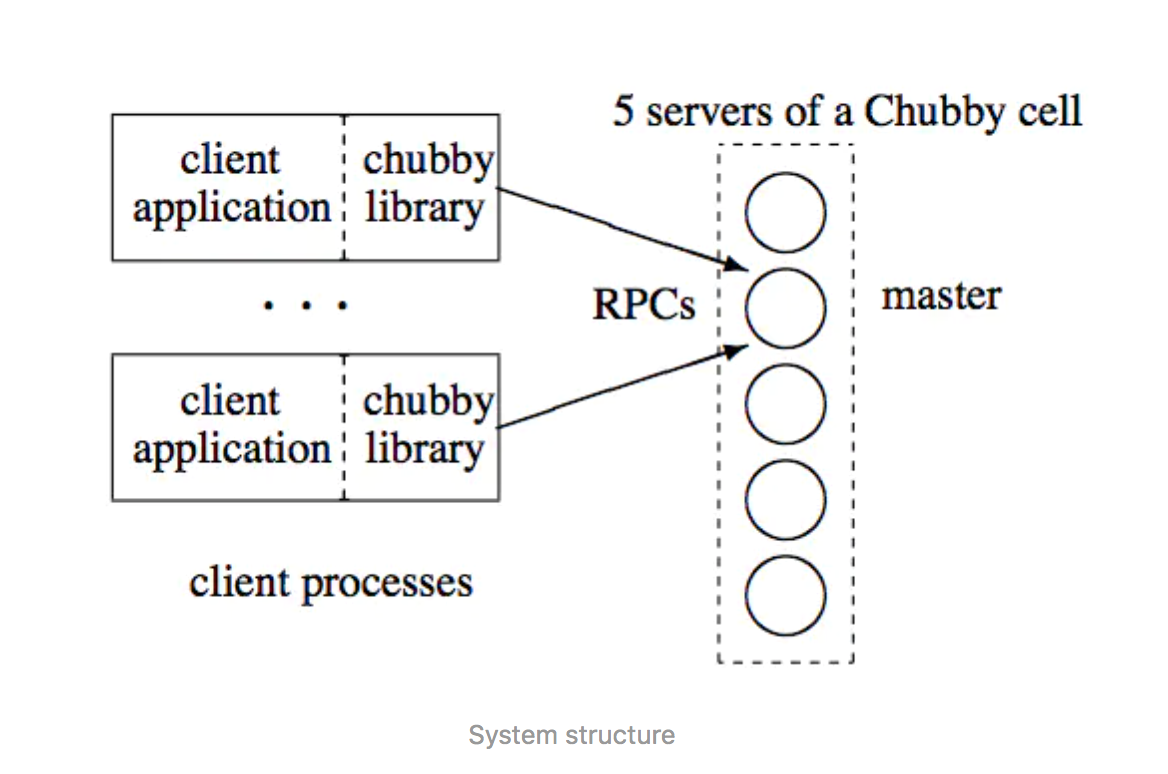 5 servers of a Chubby cell
client
application
chubby
library
RPCs
master
. . .
client
application
chubby
library
client processes
System structure